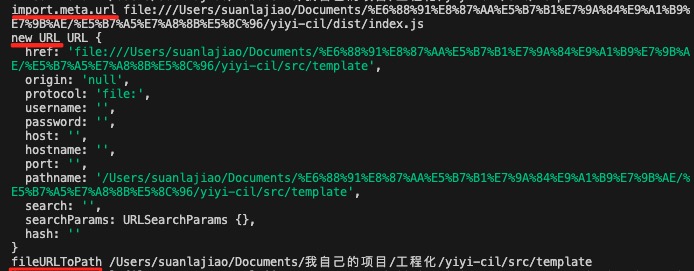 import.meta.url file:///Users/suanlajiao/Documents/%E6%88%91%E8%87%AA%E5%B7%B1%E7%9A%84%E9%A1%B9%
E7%9B%AE/%E5%B7%A5%E7%A8%8B%E5%8C%96/yiyi-cil/dist/index.js
new URL URL {
  href: 'file:///Users/suanlajiao/Documents/%E6%88%91%E8%87%AA%E5%B7%B1%E7%9A%84%E9%A1%B9%E7%9B%A
E/%E5%B7%A5%E7%A8%8B%E5%8C%96/yiyi-cil/src/template',
  origin: 'null',
  protocol: 'file:',
  username: '',
  password: '',
  host: '',
  hostname: '',
  port: '',
  pathname: '/Users/suanlajiao/Documents/%E6%88%91%E8%87%AA%E5%B7%B1%E7%9A%84%E9%A1%B9%E7%9B%AE/%
E5%B7%A5%E7%A8%8B%E5%8C%96/yiyi-cil/src/template',
  search: '',
  searchParams: URLSearchParams {},
  hash: ''
}
fileURLToPath /Users/suanlajiao/Documents/我自己的项目/工程化/yiyi-cil/src/template